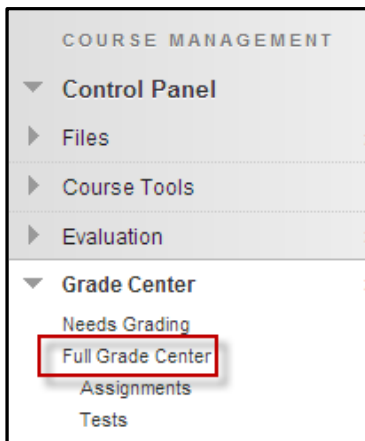 COURSE MANAGEMENT
Control Panel
Files
Course Tools
Evaluation
Grade Center
Needs Grading
Full Grade Center
Assignments
Tests